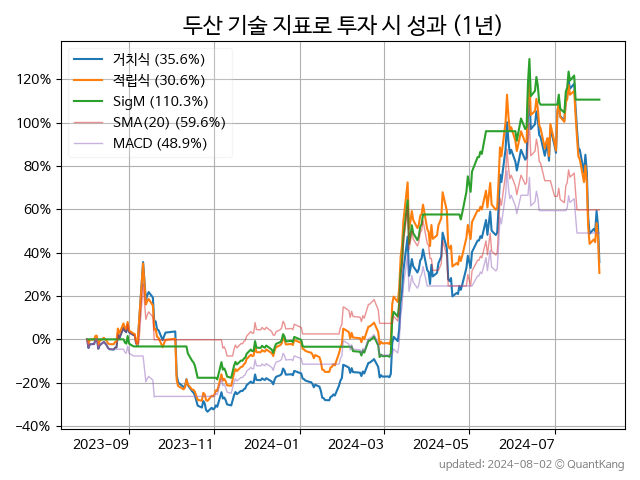 두산 기술 지표로 투자 시 성과 (1년)
거치식 (35.6%)
적립식 (30.6%)
SigM (110.3%)
SMA(20) (59.6%)
MACD (48.9%)
120%
100%
80%
60%
40%
20%
0%
−20%
−40%
2023-09
2023-11
2024-01
2024-03
2024-05
2024-07
updated: 2024-08-02 © QuantKang